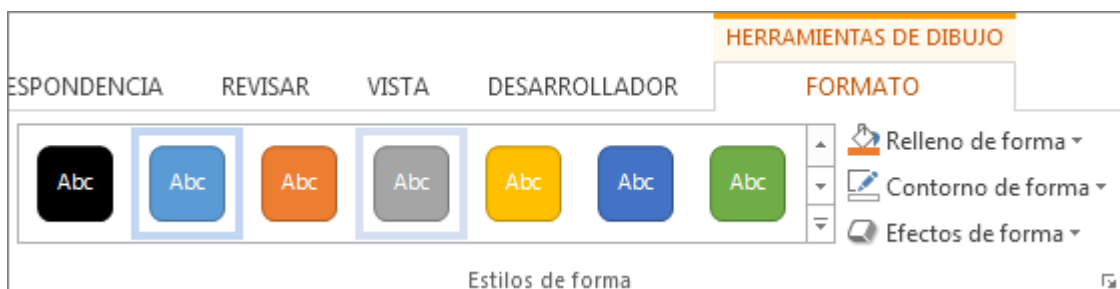 HERRAMIENTAS DE DIBUJO
ESPONDENCIA REVISAR VISTA DESARROLLADOR FORMATO
Abc Abc Abc Abc Abc Abc Abc
Relleno de forma
Contorno de forma
Efectos de forma
Estilos de forma